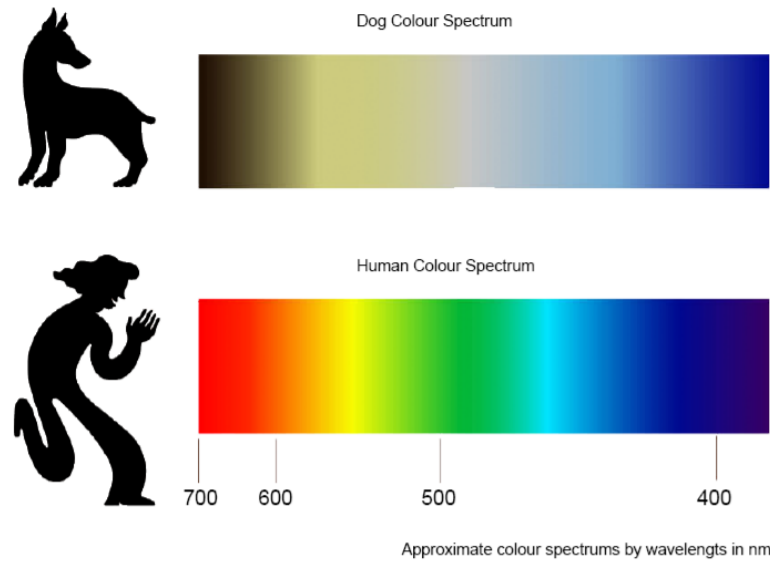 Dog Colour Spectrum
Human Colour Spectrum
700 600 500 400
Approximate colour spectrums by wavelengts in nm